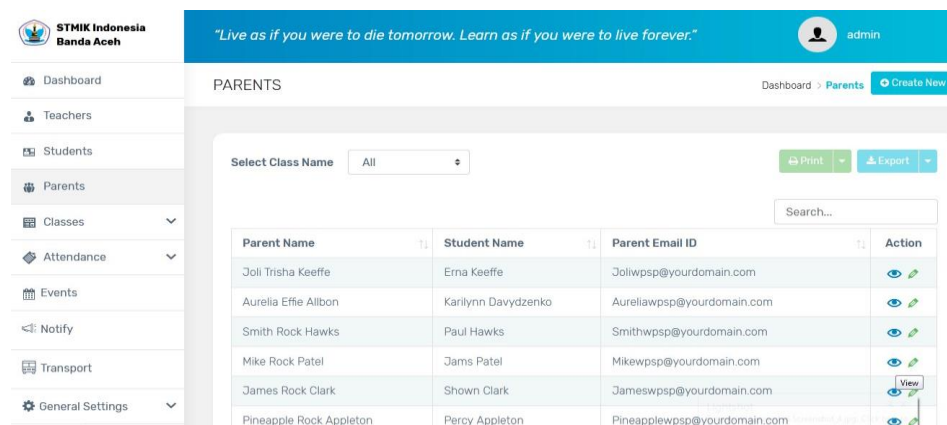 STMIK Indonesia
Banda Aceh
"Live as if you were to die tomorrow. Learn as if you were to live forever."
admin
Dashboard
Teachers
Students
Parents
Classes
Attendance
Events
Notify
Transport
General Settings
PARENTS
Dashboard > Parents
Create New
Select Class Name All
Print
Export
Search...
Parent Name Student Name Parent Email ID Action
Joli Trisha Keeffe Erna Keeffe Joliwpsp@yourdomain.com
Aurelia Effie Allbon Karilynn Davydzenko Aureliawpsp@yourdomain.com
Smith Rock Hawks Paul Hawks Smithwpsp@yourdomain.com
Mike Rock Patel Jams Patel Mikewpsp@yourdomain.com
James Rock Clark Shown Clark Jameswpsp@yourdomain.com
View
Pineapple Rock Appleton Percy Appleton Pineapplewpsp@yourdomain.com